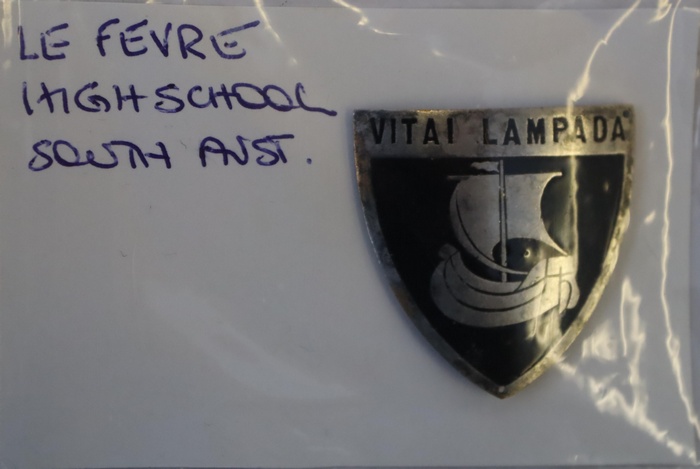 LE FEVRE
HIGH SCHOOL
SOUTH AUST.
VITAI LAMPADA